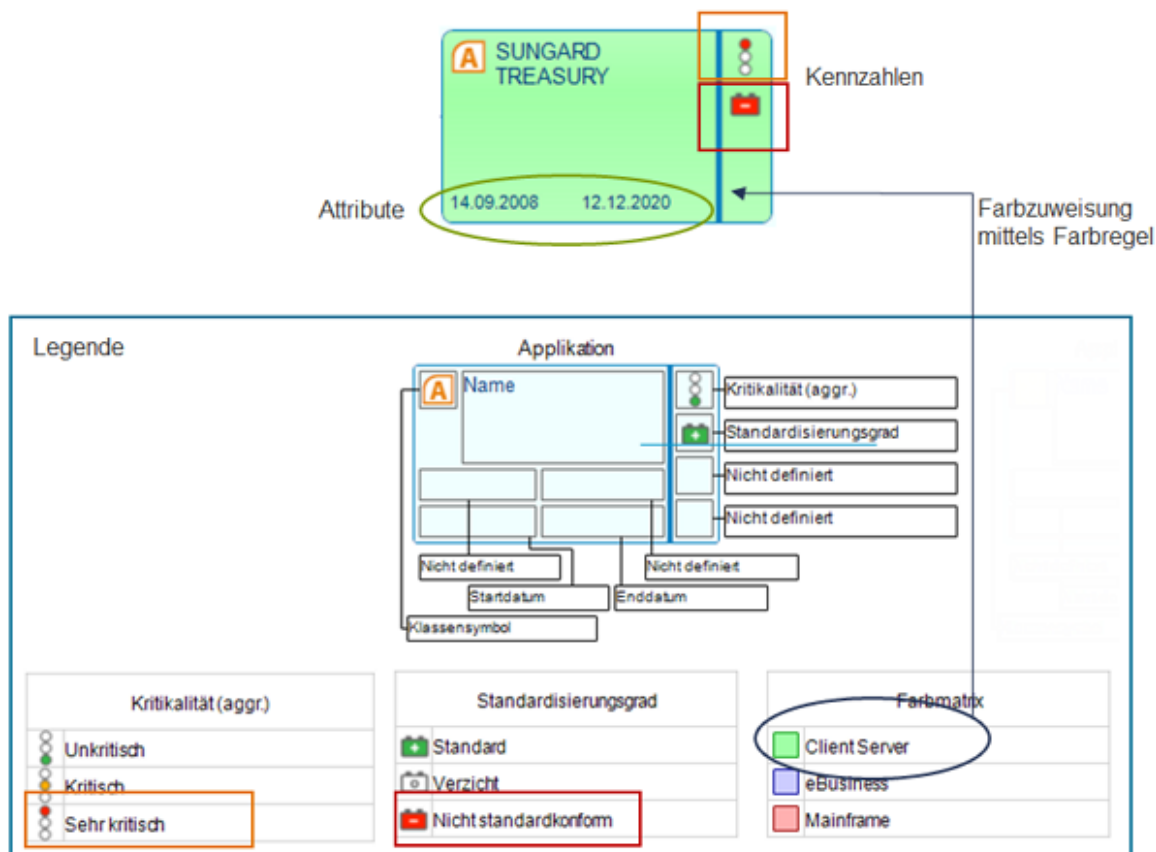 A SUNGARD
TREASURY
Kennzahlen
Attribute
14.09.2008 12.12.2020
Farbzuweisung
mittels Farbregel
Legende
Applikation
A Name
Kritikalität (aggr.)
Standardisierungsgrad
Nicht definiert
Nicht definiert
Nicht definiert Nicht definiert
Startdatum Enddatum
Klassensymbol
Kritikalität (aggr.)
Unkritisch
Kritisch
Sehr kritisch
Standardisierungsgrad
Standard
Verzicht
Nicht standardkonform
Farbmatrix
Client Server
eBusiness
Mainframe